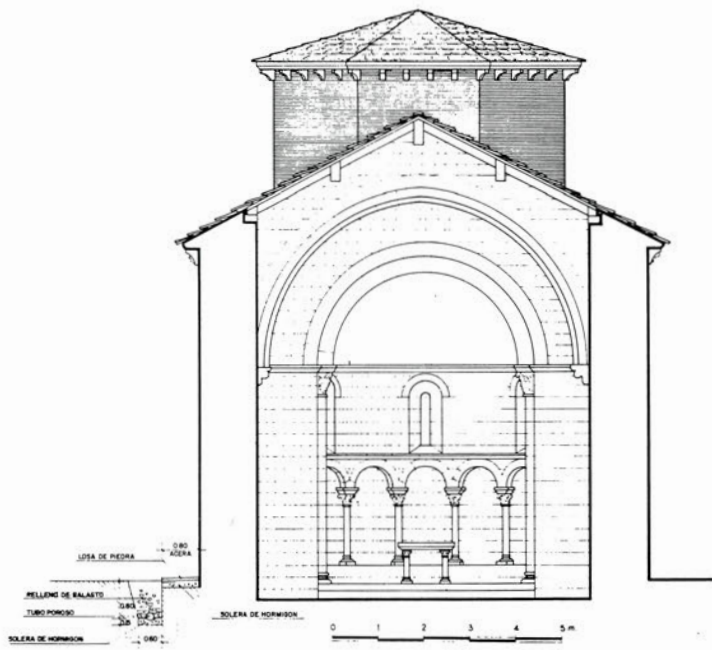 0.80
LOSA DE PIEDRA
ACERA
RELLENO DE BALASTO
0.80
TUBO POROSO
SOLERA DE HORMIGON
0.60
SOLERA DE HORMIGON
0 1 2 3 4 5 m.